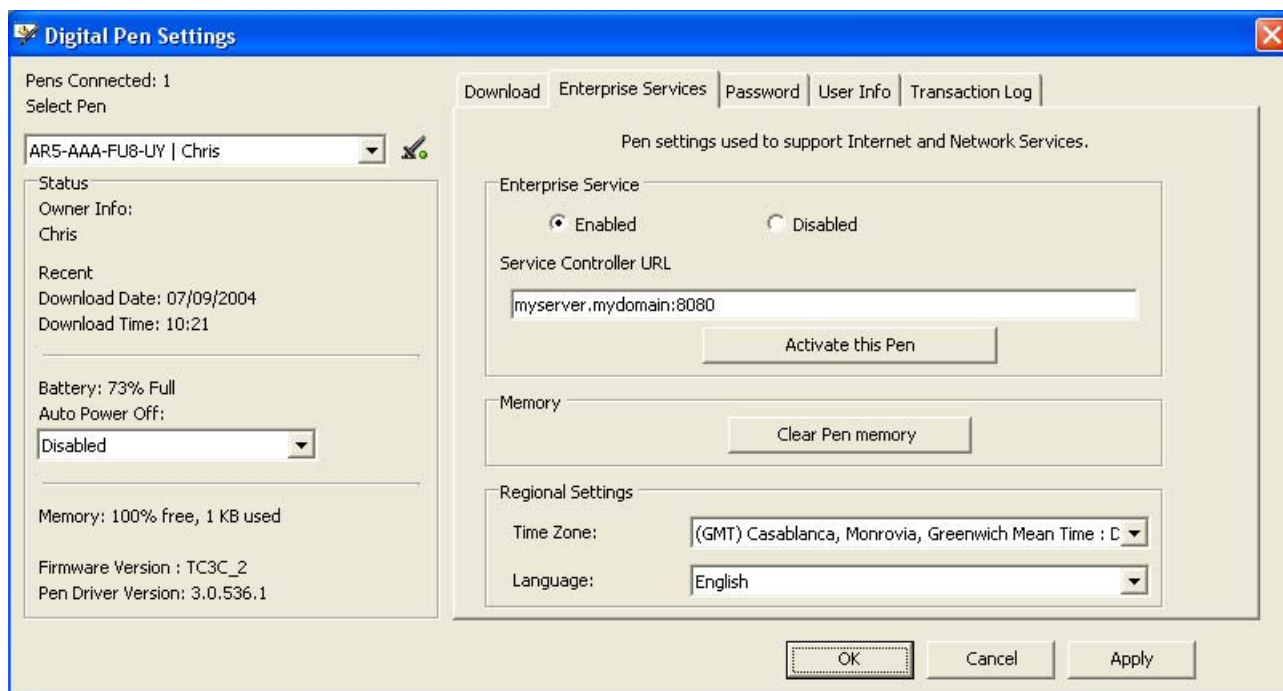 Digital Pen Settings
Pens Connected: 1
Select Pen
AR5-AAA-FU8-UY | Chris
Status
Owner Info:
Chris
Recent
Download Date: 07/09/2004
Download Time: 10:21
Battery: 73% Full
Auto Power Off:
Disabled
Memory: 100% free, 1 KB used
Firmware Version : TC3C_2
Pen Driver Version: 3.0.536.1
Download
Enterprise Services
Password
User Info
Transaction Log
Pen settings used to support Internet and Network Services.
Enterprise Service
Enabled
Disabled
Service Controller URL
myserver.mydomain:8080
Activate this Pen
Memory
Clear Pen memory
Regional Settings
Time Zone:
(GMT) Casablanca, Monrovia, Greenwich Mean Time : D
Language:
English
OK
Cancel
Apply